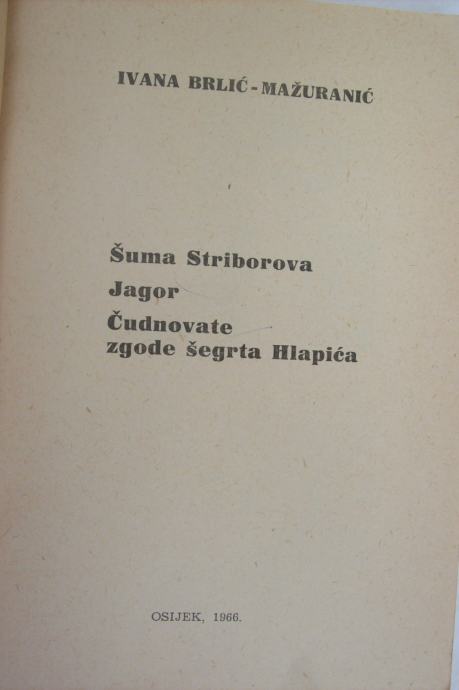 IVANA BRLIĆ-MAŽURANIĆ
Šuma Striborova
Jagor
Čudnovate
zgode šegrta Hlapića
OSIJEK, 1966.